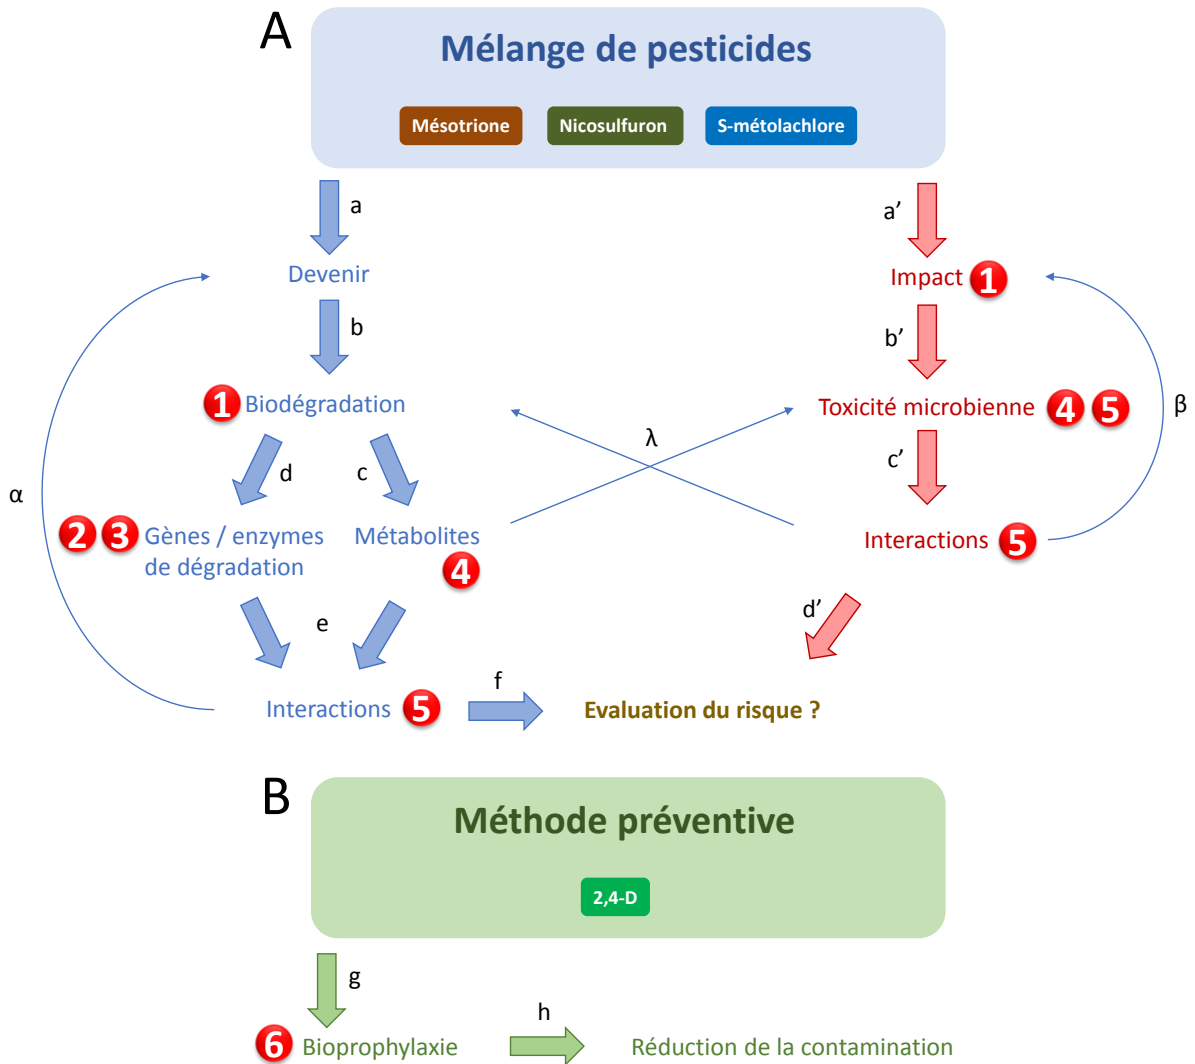 A
Mélange de pesticides
Mésotrione Nicosulfuron S-métolachlore
a a’
Devenir Impact 1
b b’
1 Biodégradation Toxicité microbienne 4 5
λ β
d c c’
α
2 3 Gènes / enzymes Métabolites Interactions 5
de dégradation 4
e d’
f
Interactions 5 Evaluation du risque ?
B
Méthode préventive
2,4-D
g
h
6 Bioprophylaxie Réduction de la contamination